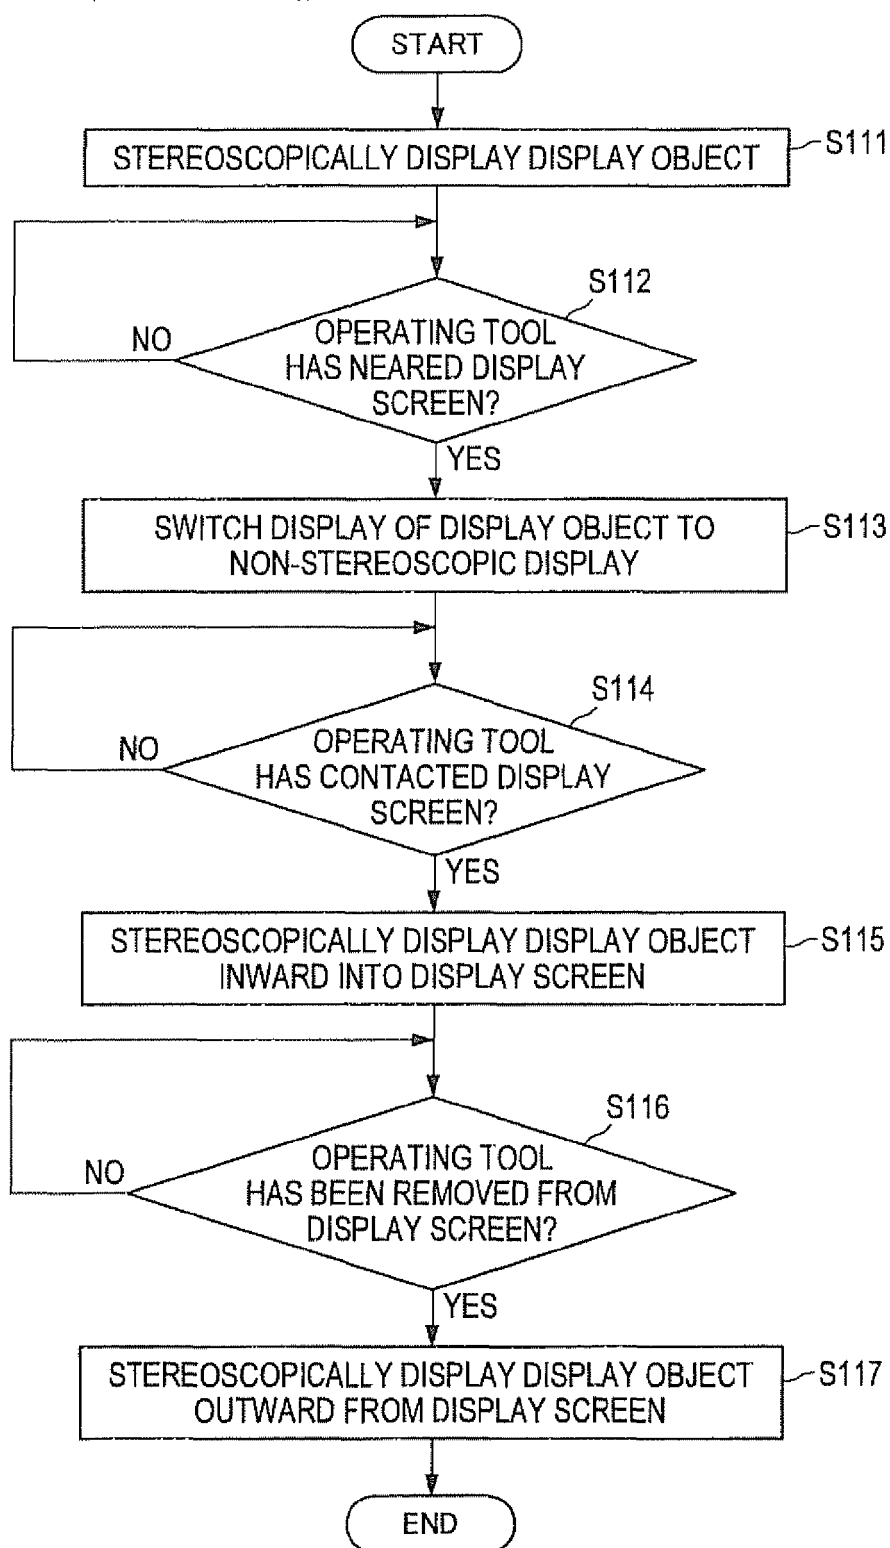 START
STEREOSCOPICALLY DISPLAY DISPLAY OBJECT
S111
S112
OPERATING TOOL
HAS NEARED DISPLAY
SCREEN?
NO
YES
SWITCH DISPLAY OF DISPLAY OBJECT TO
NON-STEREOSCOPIC DISPLAY
S113
S114
OPERATING TOOL
HAS CONTACTED DISPLAY
SCREEN?
NO
YES
STEREOSCOPICALLY DISPLAY DISPLAY OBJECT
INWARD INTO DISPLAY SCREEN
S115
S116
OPERATING TOOL
HAS BEEN REMOVED FROM
DISPLAY SCREEN?
NO
YES
STEREOSCOPICALLY DISPLAY DISPLAY OBJECT
OUTWARD FROM DISPLAY SCREEN
S117
END